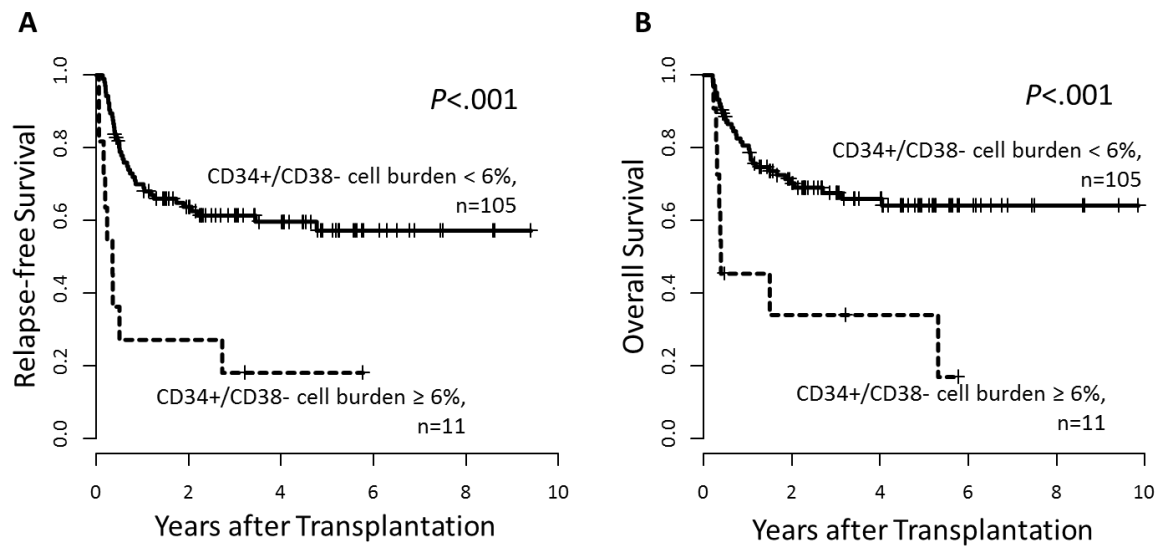 A
Relapse-free Survival
1.0
0.8
0.6
0.4
0.2
0.0
P<.001
CD34+/CD38- cell burden < 6%,
n=105
CD34+/CD38- cell burden ≥ 6%,
n=11
0 2 4 6 8 10
Years after Transplantation
B
Overall Survival
1.0
0.8
0.6
0.4
0.2
0.0
P<.001
CD34+/CD38- cell burden < 6%,
n=105
CD34+/CD38- cell burden ≥ 6%,
n=11
0 2 4 6 8 10
Years after Transplantation